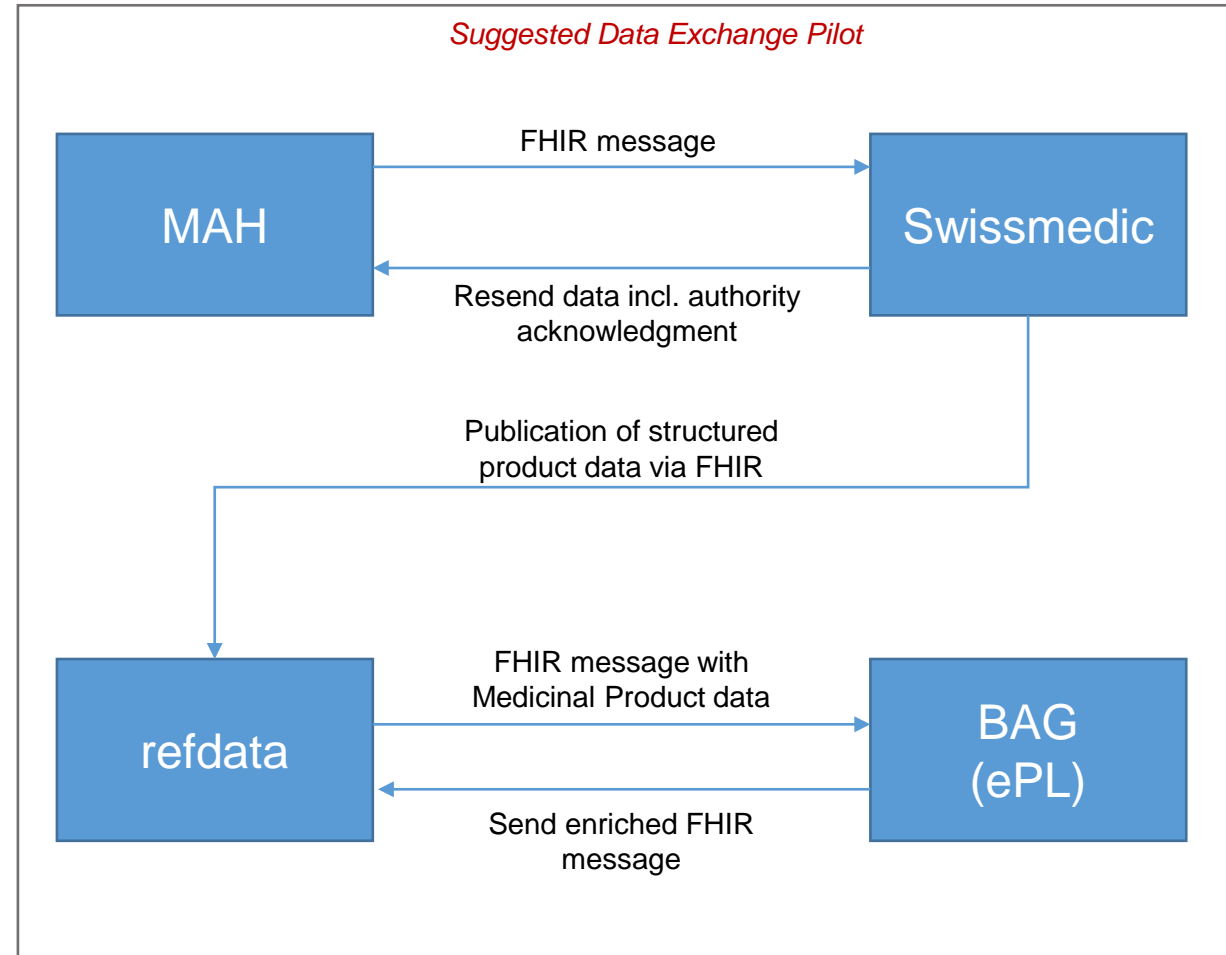 Suggested Data Exchange Pilot
FHIR message
MAH
Swissmedic
Resend data incl. authority
acknowledgment
Publication of structured
product data via FHIR
FHIR message with
Medicinal Product data
refdata
BAG
(ePL)
Send enriched FHIR
message